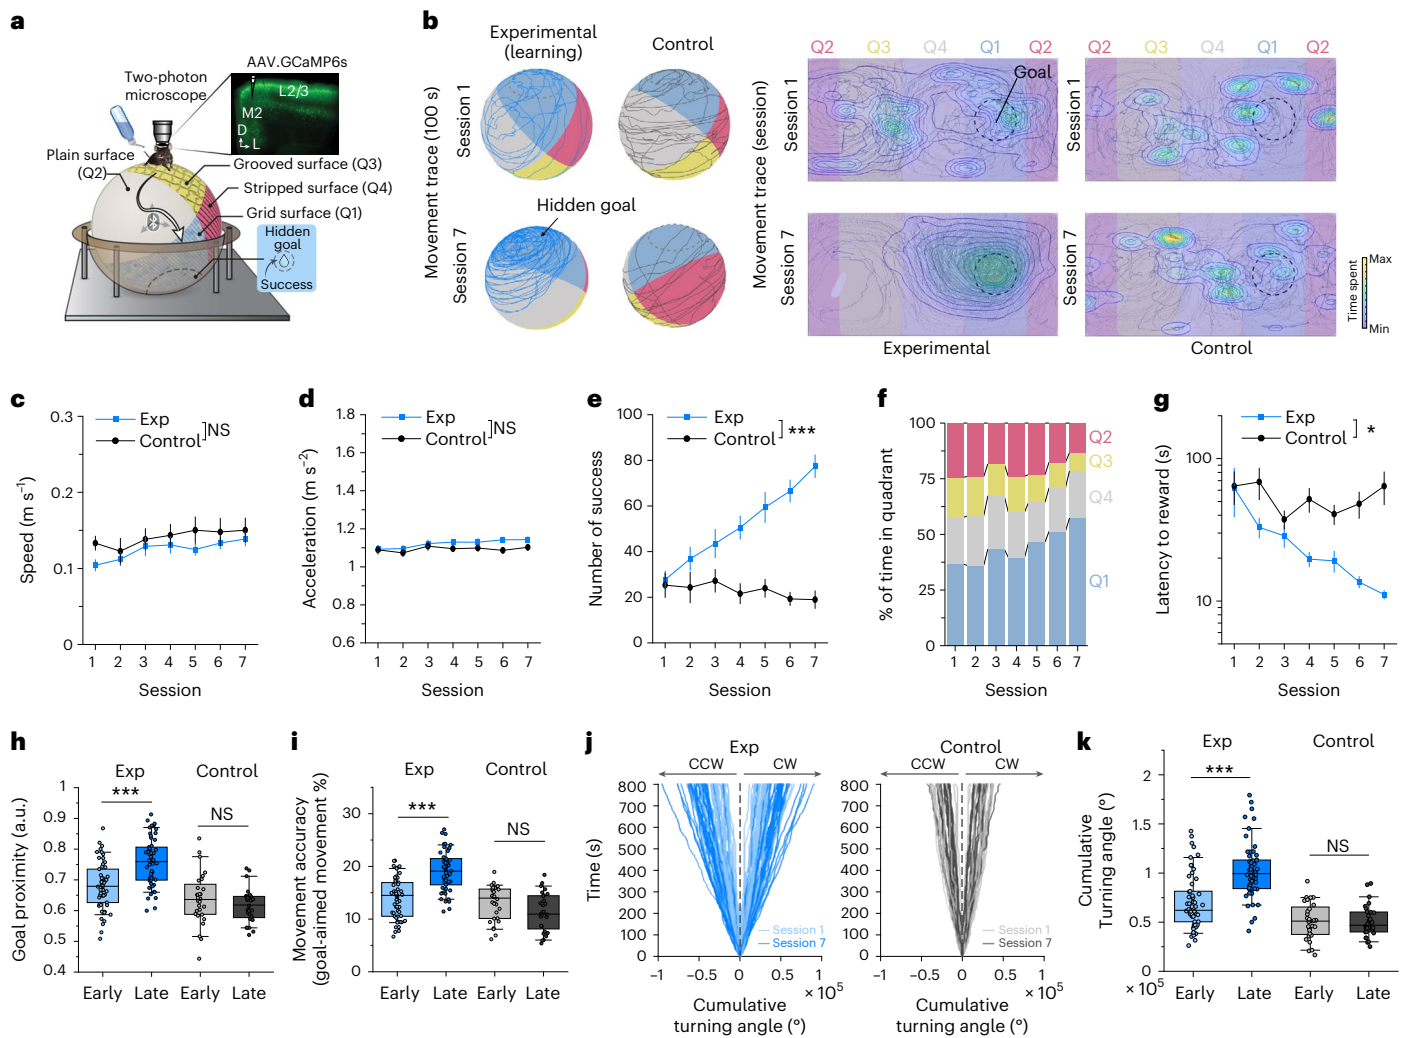 a
AAV.GCaMP6s
Two-photon
microscope
L2/3
M2
D
L
Plain surface
(Q2)
Grooved surface (Q3)
Stripped surface (Q4)
Grid surface (Q1)
Hidden
goal
Success
b
Experimental
(learning)
Control
Movement trace (100 s)
Session 1
Session 7
Hidden goal
Movement trace (session)
Session 1
Session 7
Q2 Q3 Q4 Q1 Q2
Goal
Experimental
Session 1
Session 7
Q2 Q3 Q4 Q1 Q2
Control
Time spent
Max
Min
c
Exp
Control
NS
Speed (m s⁻¹)
0.3
0.2
0.1
0
1 2 3 4 5 6 7
Session
d
Exp
Control
NS
Acceleration (m s⁻²)
1.8
1.6
1.4
1.2
1
0.8
0.6
1 2 3 4 5 6 7
Session
e
Exp
Control
***
Number of success
100
80
60
40
20
0
1 2 3 4 5 6 7
Session
f
% of time in quadrant
100
75
50
25
0
Q2
Q3
Q4
Q1
1 2 3 4 5 6 7
Session
g
Exp
Control
*
Latency to reward (s)
100
10
1 2 3 4 5 6 7
Session
h
Exp
Control
***
NS
Goal proximity (a.u.)
1
0.9
0.8
0.7
0.6
0.5
0.4
Early Late Early Late
i
Exp
Control
***
NS
Movement accuracy
(goal-aimed movement %)
30
20
10
0
Early Late Early Late
j
Exp
CCW CW
Time (s)
800
700
600
500
400
300
200
100
0
Session 1
Session 7
−1 −0.5 0 0.5 1
× 10⁵
Cumulative
turning angle (°)
Control
CCW CW
800
700
600
500
400
300
200
100
0
Session 1
Session 7
−1 −0.5 0 0.5 1
× 10⁵
Cumulative
turning angle (°)
k
Exp
Control
***
NS
Cumulative
Turning angle (°)
2
1.5
1
0.5
0
× 10⁵
Early Late Early Late